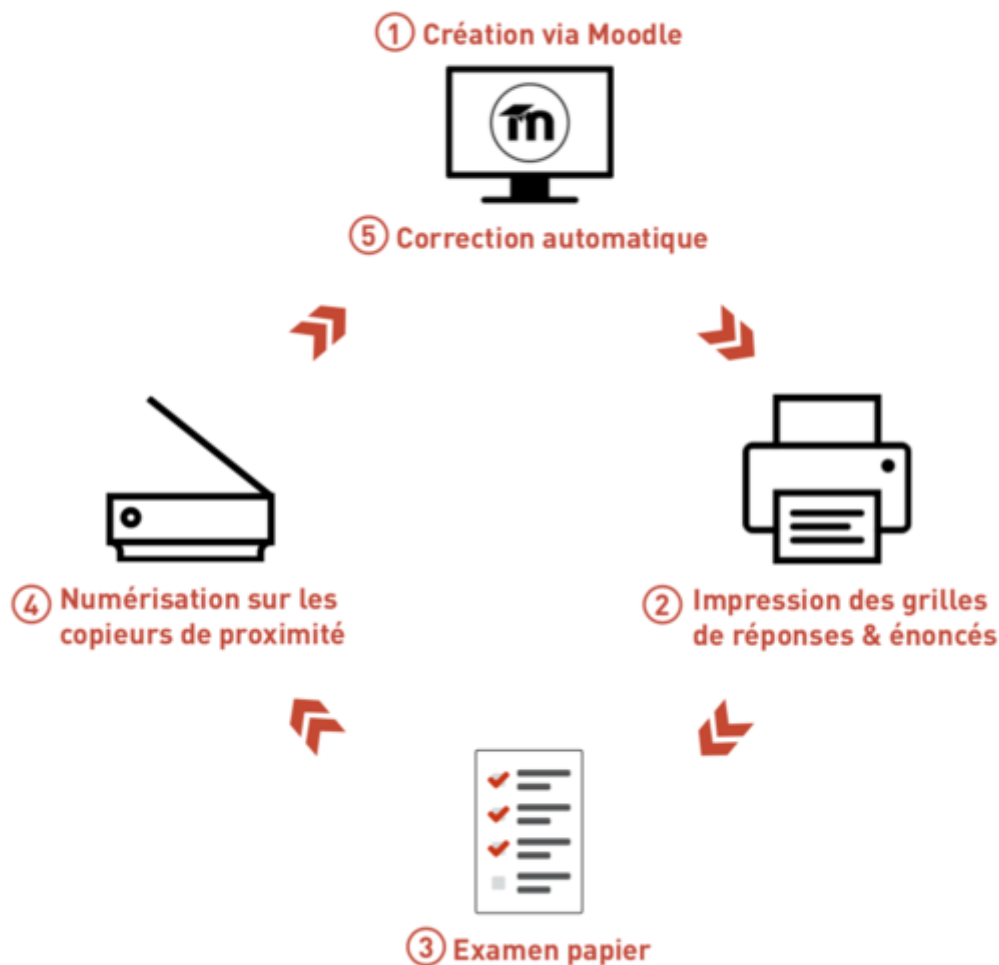 ① Création via Moodle
m
⑤ Correction automatique
④ Numérisation sur les
copieurs de proximité
② Impression des grilles
de réponses & énoncés
③ Examen papier